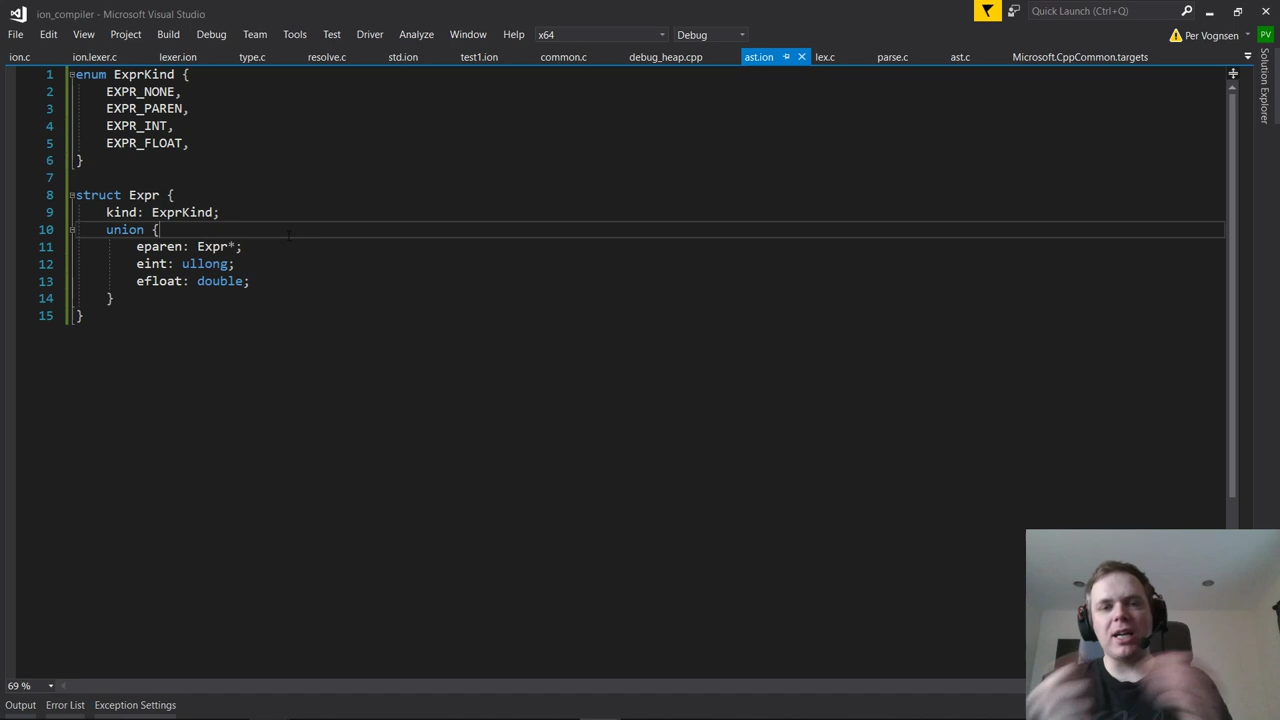 ion_compiler - Microsoft Visual Studio
Quick Launch (Ctrl+Q)
File Edit View Project Build Debug Team Tools Test Driver Analyze Window Help x64 Debug Per Vognsen PV
ion.c ion.lexer.c lexer.ion type.c resolve.c std.ion test1.ion common.c debug_heap.cpp ast.ion lex.c parse.c ast.c Microsoft.CppCommon.targets
Solution Explorer
1 enum ExprKind {
2 EXPR_NONE,
3 EXPR_PAREN,
4 EXPR_INT,
5 EXPR_FLOAT,
6 }
7
8 struct Expr {
9 kind: ExprKind;
10 union {
11 eparen: Expr*;
12 eint: ullong;
13 efloat: double;
14 }
15 }
69 %
Output Error List Exception Settings